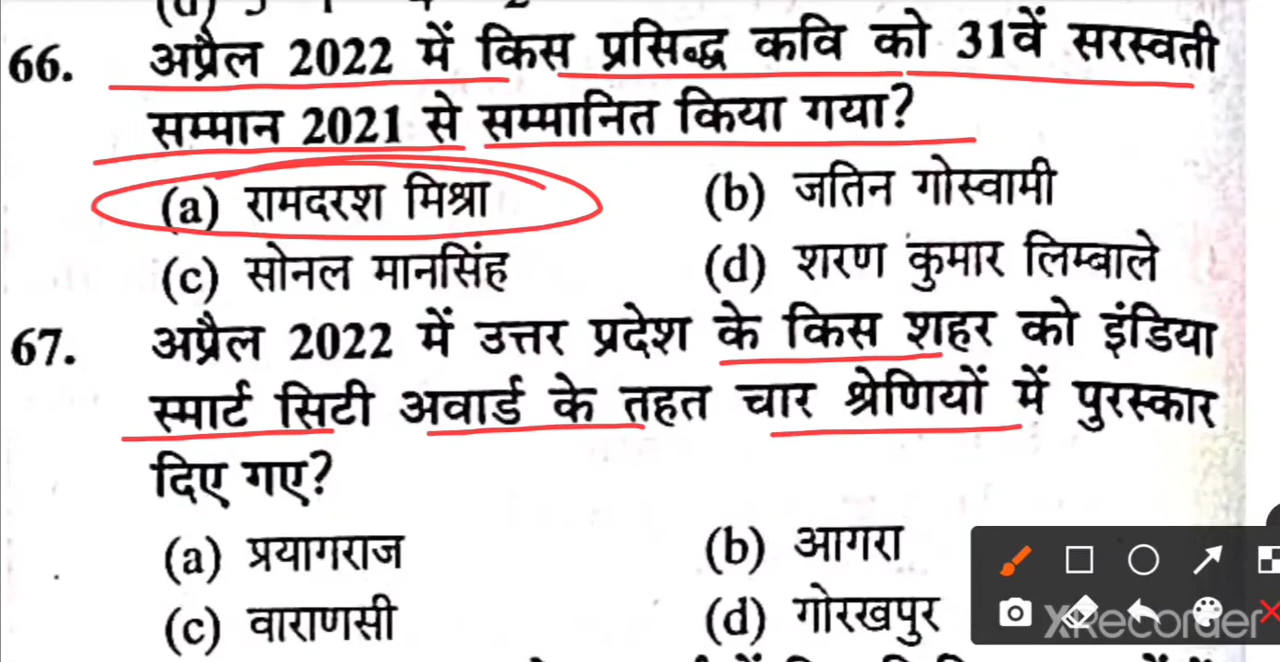 66. अप्रैल 2022 में किस प्रसिद्ध कवि को 31वें सरस्वती
सम्मान 2021 से सम्मानित किया गया?
(a) रामदरश मिश्रा (b) जतिन गोस्वामी
(c) सोनल मानसिंह (d) शरण कुमार लिम्बाले
67. अप्रैल 2022 में उत्तर प्रदेश के किस शहर को इंडिया
स्मार्ट सिटी अवार्ड के तहत चार श्रेणियों में पुरस्कार
दिए गए?
(a) प्रयागराज (b) आगरा
(c) वाराणसी (d) गोरखपुर
XRecorder